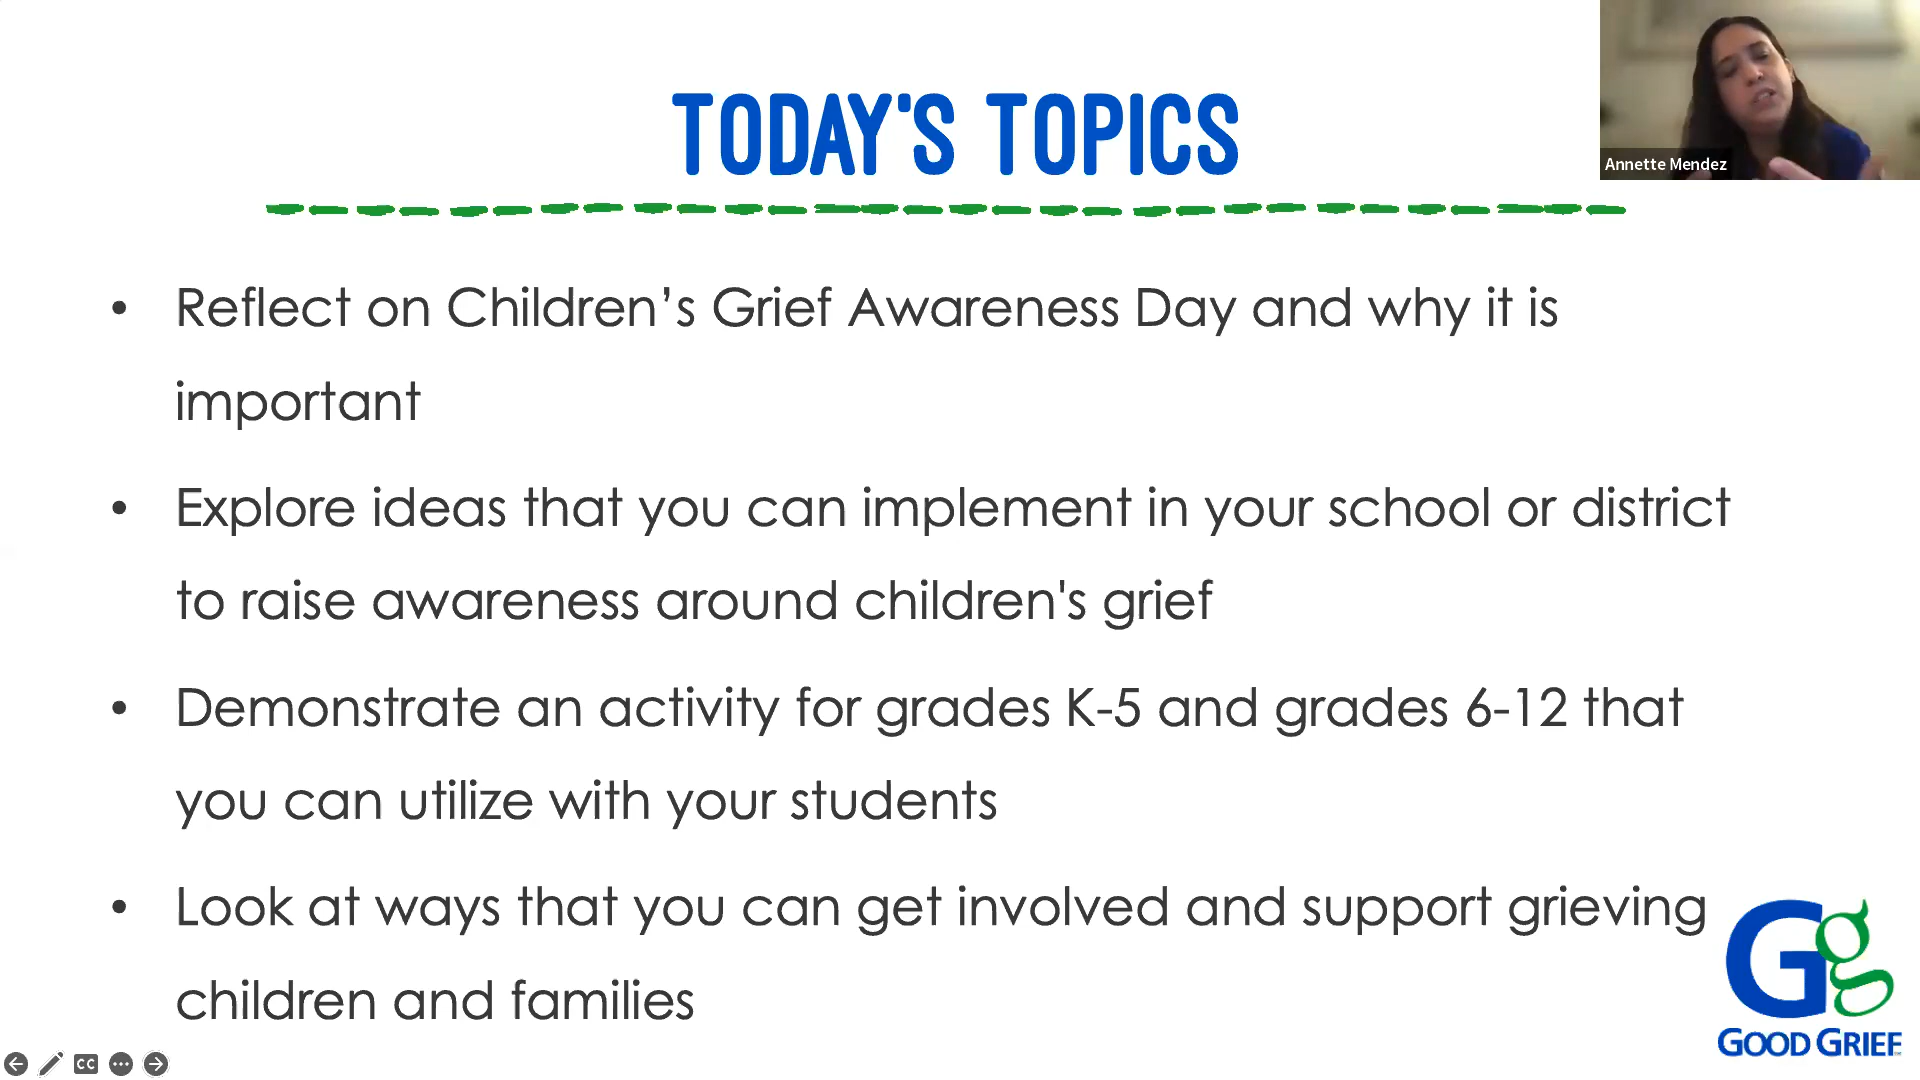 TODAY'S TOPICS
Annette Mendez
• Reflect on Children’s Grief Awareness Day and why it is
important
• Explore ideas that you can implement in your school or district
to raise awareness around children's grief
• Demonstrate an activity for grades K-5 and grades 6-12 that
you can utilize with your students
• Look at ways that you can get involved and support grieving
children and families
Gg
GOOD GRIEF
CC